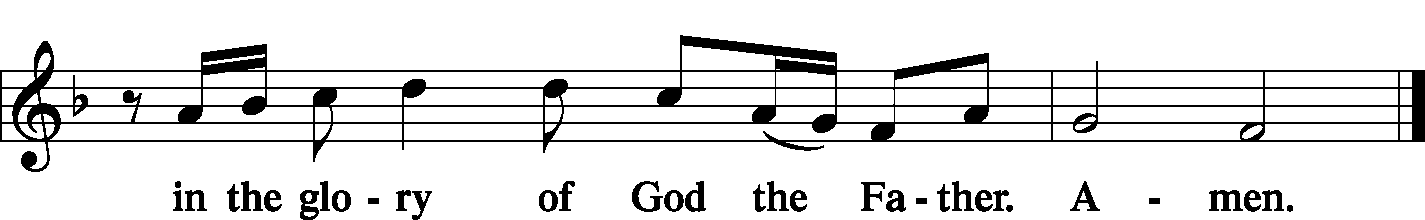 in the glo - ry of God the Fa - ther. A - men.